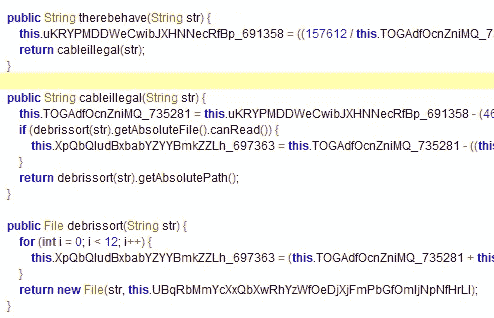 public String therebehave(String str) {
this.uKRYPMDDWeCwibJXHNNecRfBp_691358 = ((157612 / this.TOGAdfOcnZniMQ_73
return cableillegal(str);
}
public String cableillegal(String str) {
this.TOGAdfOcnZniMQ_735281 = this.uKRYPMDDWeCwibJXHNNecRfBp_691358 - (46
if (debrissort(str).getAbsoluteFile().canRead()) {
this.XpQbQludBxbabYZYYBmkZZLh_697363 = this.TOGAdfOcnZniMQ_735281 - ((this
}
return debrissort(str).getAbsolutePath();
}
public File debrissort(String str) {
for (int i = 0; i < 12; i++) {
this.XpQbQludBxbabYZYYBmkZZLh_697363 = (this.TOGAdfOcnZniMQ_735281 + this
}
return new File(str, this.UBqRbMmYcXxQbXwRhYzWfOeDjXjFmPbGfOmIjNpNfHrLl);
}